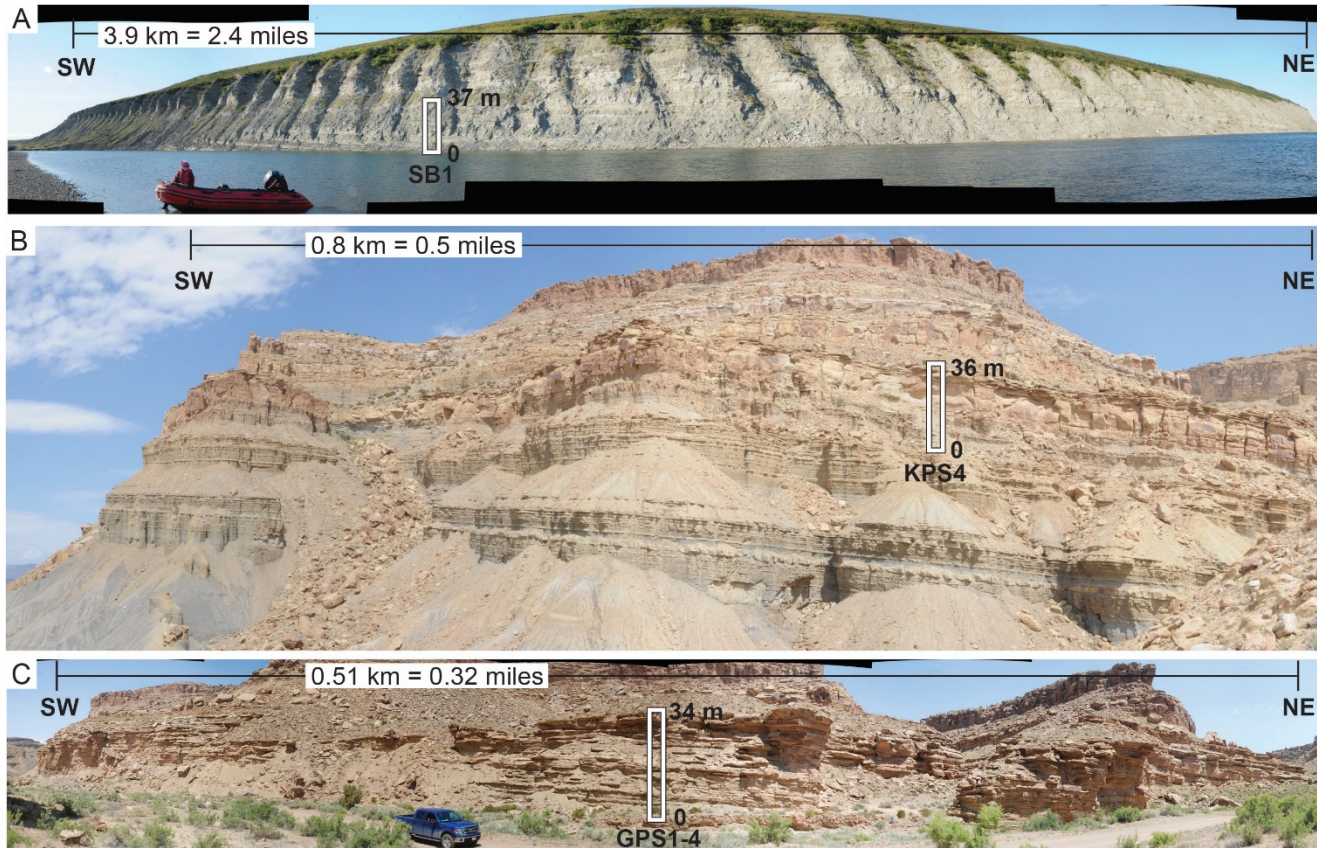 A
3.9 km = 2.4 miles
SW
NE
37 m
0
SB1
B
0.8 km = 0.5 miles
SW
NE
36 m
0
KPS4
C
0.51 km = 0.32 miles
SW
NE
34 m
0
GPS1-4